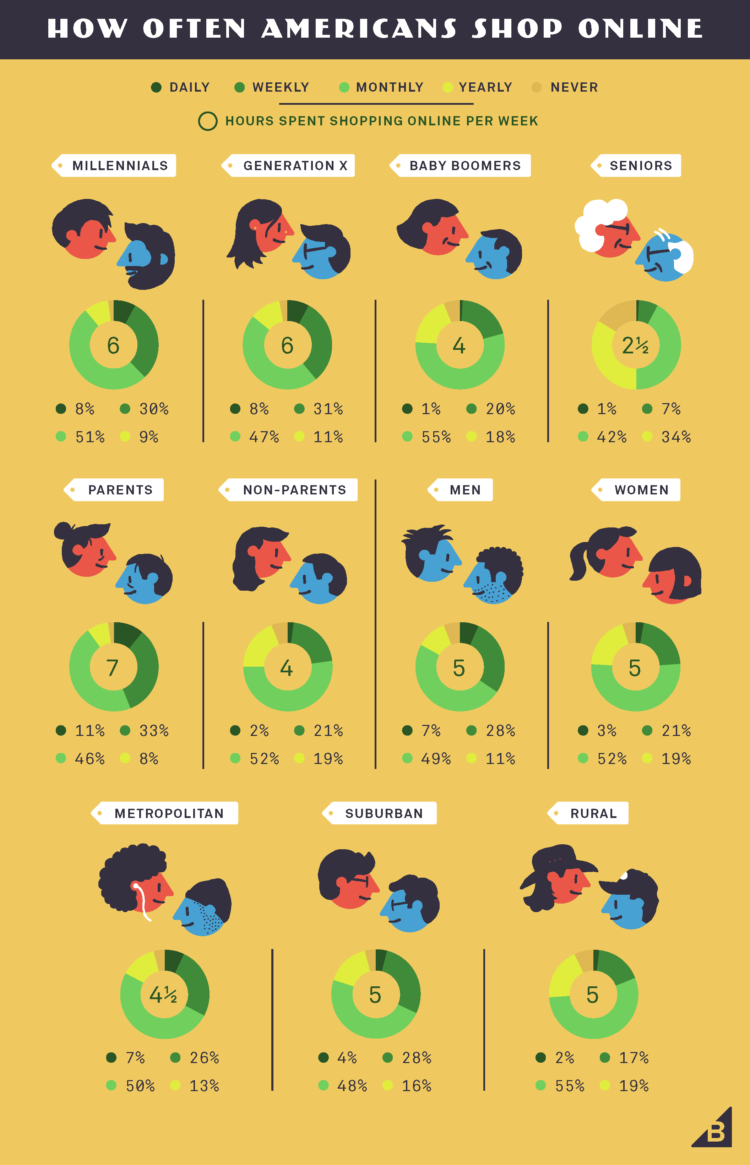 HOW OFTEN AMERICANS SHOP ONLINE
DAILY WEEKLY MONTHLY YEARLY NEVER
HOURS SPENT SHOPPING ONLINE PER WEEK
MILLENNIALS GENERATION X BABY BOOMERS SENIORS
6 6 4 2½
8% 30% 8% 31% 1% 20% 1% 7%
51% 9% 47% 11% 55% 18% 42% 34%
PARENTS NON-PARENTS MEN WOMEN
7 4 5 5
11% 33% 2% 21% 7% 28% 3% 21%
46% 8% 52% 19% 49% 11% 52% 19%
METROPOLITAN SUBURBAN RURAL
4½ 5 5
7% 26% 4% 28% 2% 17%
50% 13% 48% 16% 55% 19%
B